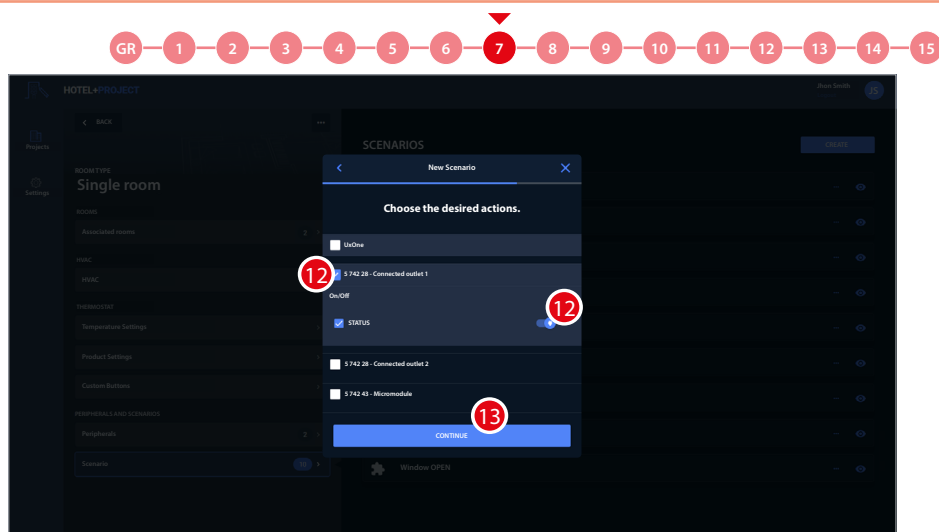 GR 1 2 3 4 5 6 7 8 9 10 11 12 13 14 15
HOTEL+PROJECT
Jhon Smith
JS
BACK
Projects
Settings
ROOM TYPE
Single room
ROOMS
Associated rooms 2
HVAC
HVAC
THERMOSTAT
Temperature Settings
Product Settings
Custom Buttons
PERIPHERALS AND SCENARIOS
Peripherals 2
Scenario 10
SCENARIOS
CREATE
New Scenario
Choose the desired actions.
UxOne
12
5 742 28 - Connected outlet 1
On/Off
12
STATUS
5 742 28 - Connected outlet 2
5 742 43 - Micromodule
13
CONTINUE
Window OPEN